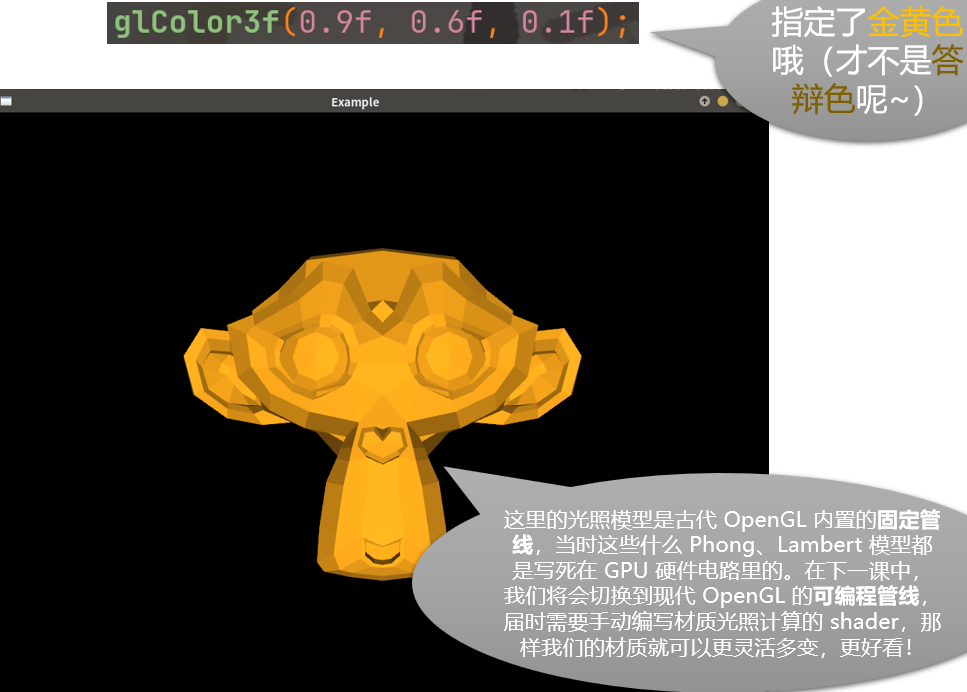 glColor3f(0.9f, 0.6f, 0.1f);
指定了金黄色
哦（才不是答
辩色呢~）
Example
这里的光照模型是古代 OpenGL 内置的固定管
线，当时这些什么 Phong、Lambert 模型都
是写死在 GPU 硬件电路里的。在下一课中，
我们将会切换到现代 OpenGL 的可编程管线，
届时需要手动编写材质光照计算的 shader，那
样我们的材质就可以更灵活多变，更好看！